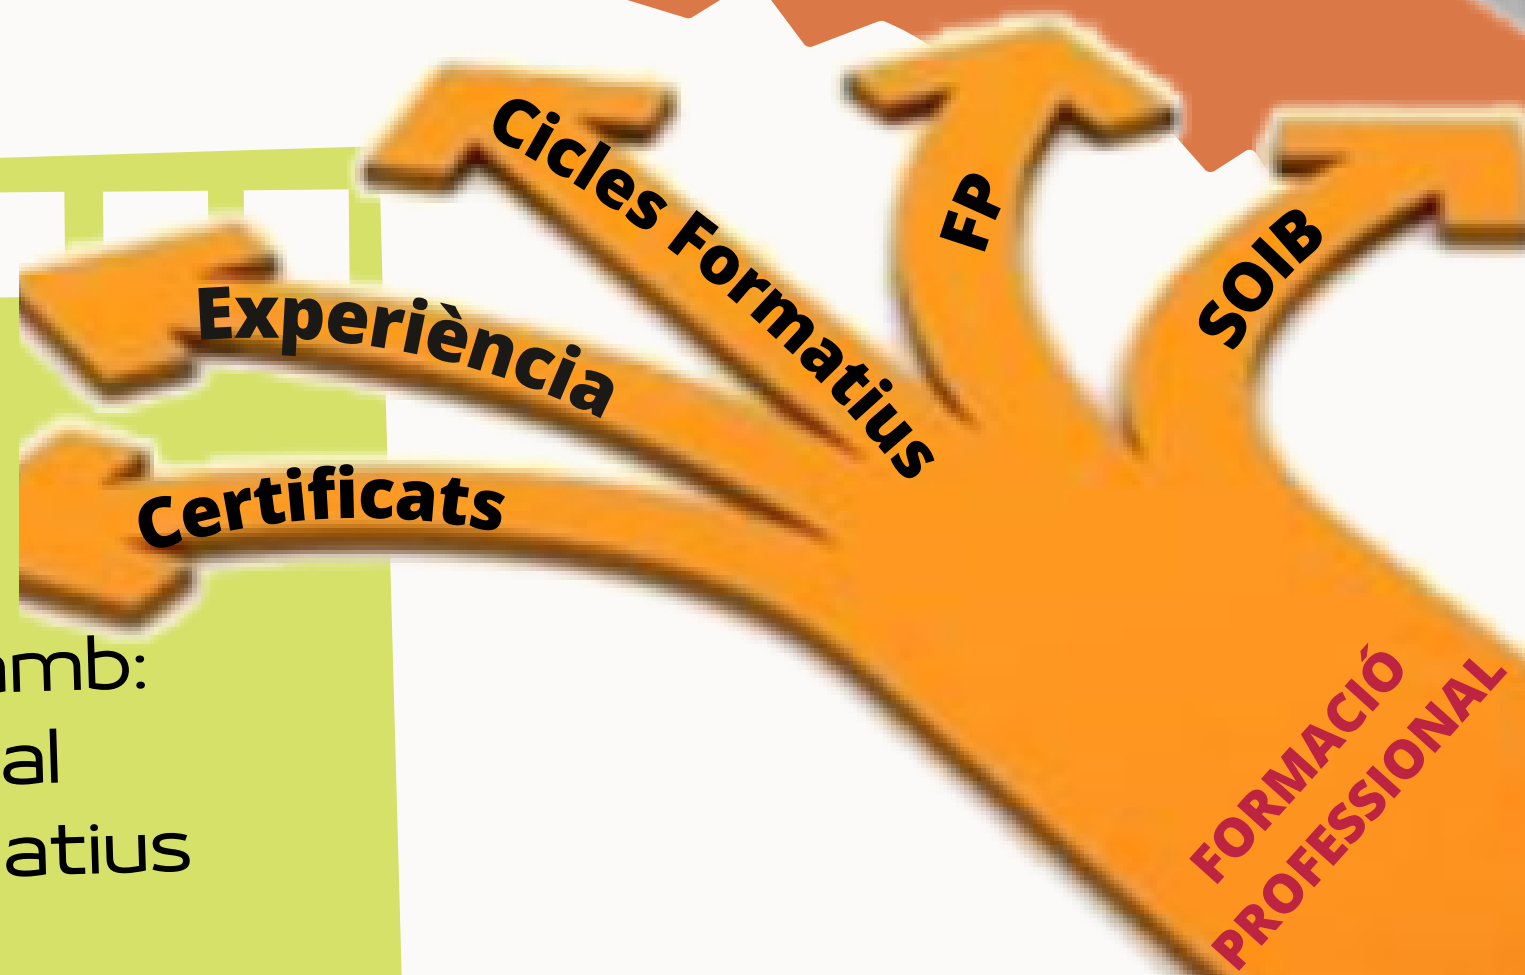 Cicles Formatius
FP
SOIB
Experiència
Certificats
amb:
al
atius
FORMACIÓ
PROFESSIONAL